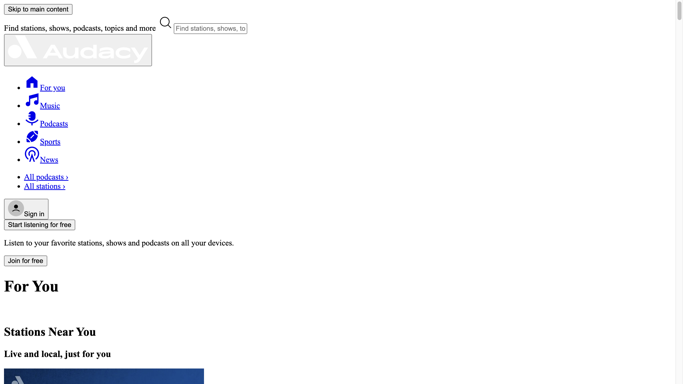 Skip to main content
Find stations, shows, podcasts, topics and more
Find stations, shows, to
Audacy
For you
Music
Podcasts
Sports
News
All podcasts ›
All stations ›
Sign in
Start listening for free
Listen to your favorite stations, shows and podcasts on all your devices.
Join for free
For You
Stations Near You
Live and local, just for you